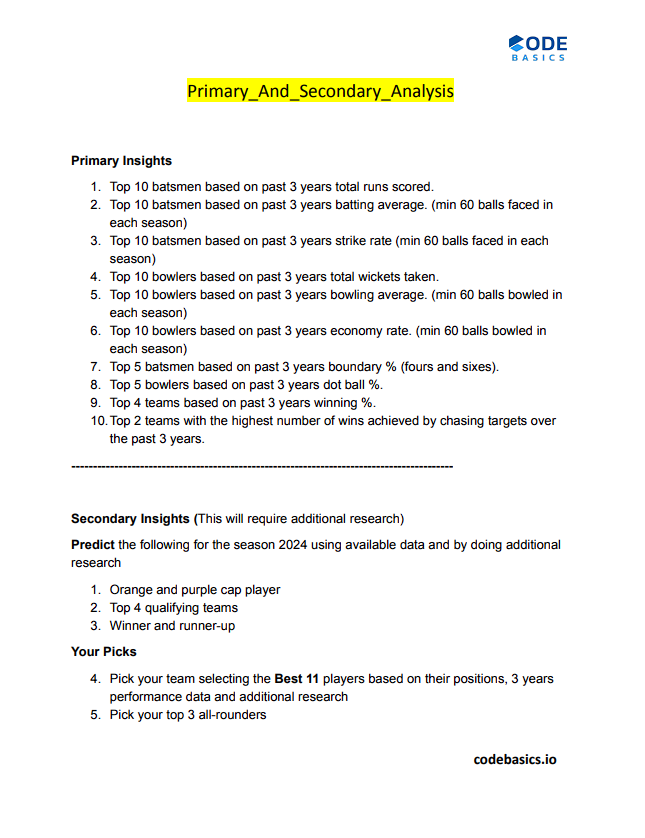 CODE
BASICS
Primary_And_Secondary_Analysis
Primary Insights
1. Top 10 batsmen based on past 3 years total runs scored.
2. Top 10 batsmen based on past 3 years batting average. (min 60 balls faced in
each season)
3. Top 10 batsmen based on past 3 years strike rate (min 60 balls faced in each
season)
4. Top 10 bowlers based on past 3 years total wickets taken.
5. Top 10 bowlers based on past 3 years bowling average. (min 60 balls bowled in
each season)
6. Top 10 bowlers based on past 3 years economy rate. (min 60 balls bowled in
each season)
7. Top 5 batsmen based on past 3 years boundary % (fours and sixes).
8. Top 5 bowlers based on past 3 years dot ball %.
9. Top 4 teams based on past 3 years winning %.
10. Top 2 teams with the highest number of wins achieved by chasing targets over
the past 3 years.
---------------------------------------------------------------------------------------
Secondary Insights (This will require additional research)
Predict the following for the season 2024 using available data and by doing additional
research
1. Orange and purple cap player
2. Top 4 qualifying teams
3. Winner and runner-up
Your Picks
4. Pick your team selecting the Best 11 players based on their positions, 3 years
performance data and additional research
5. Pick your top 3 all-rounders
codebasics.io